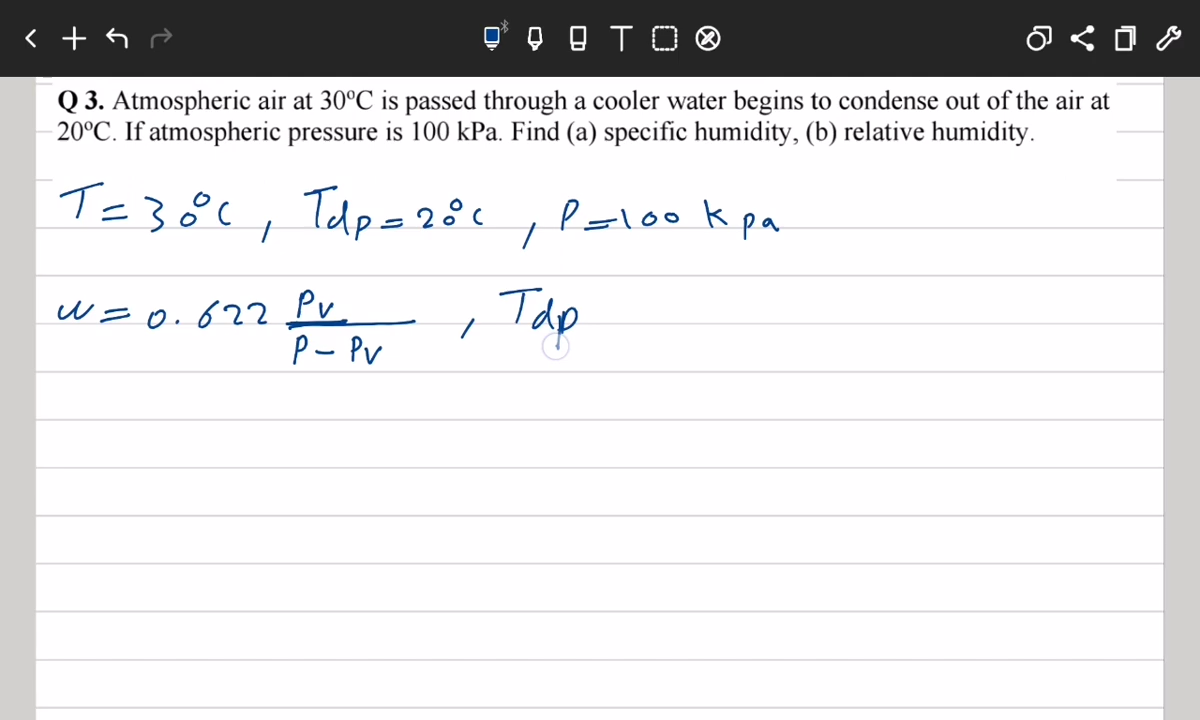 Q 3. Atmospheric air at 30ºC is passed through a cooler water begins to condense out of the air at
20ºC. If atmospheric pressure is 100 kPa. Find (a) specific humidity, (b) relative humidity.
T = 30°C , Tdp = 20°C , P = 100 kpa
w = 0.622 Pv / P - Pv , Tdp